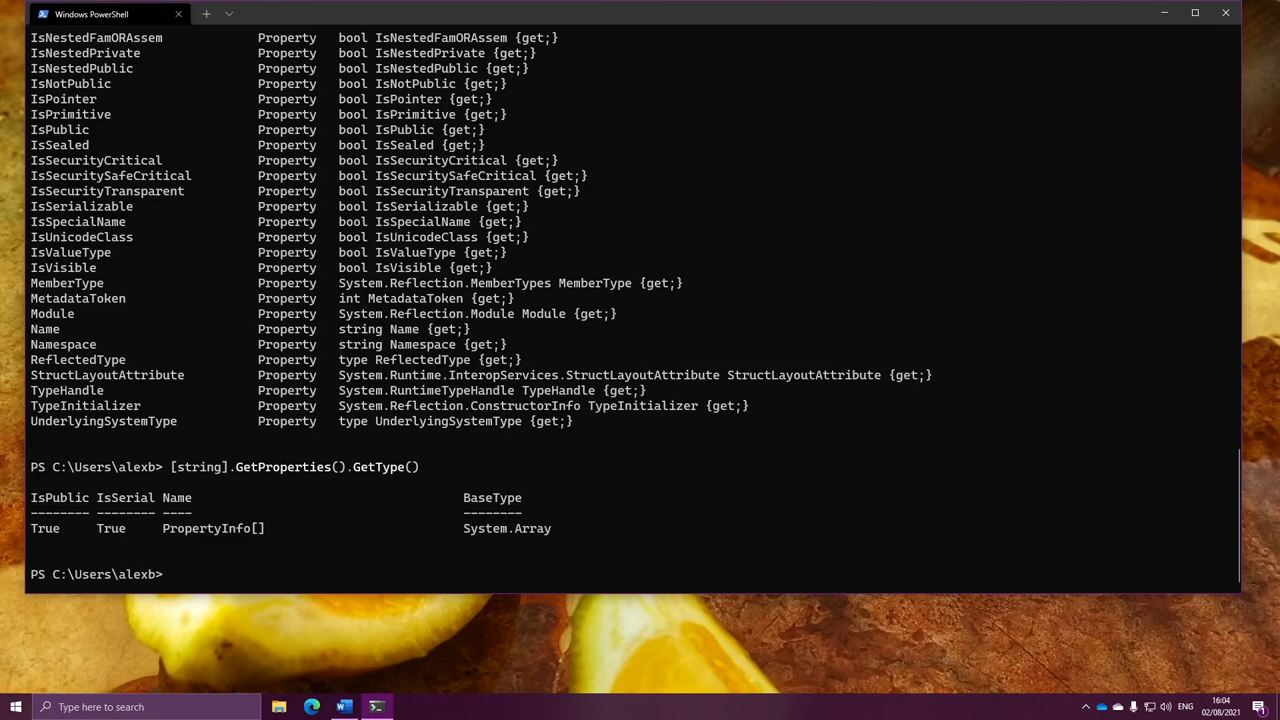 Windows PowerShell
IsNestedFamORAssem Property bool IsNestedFamORAssem {get;}
IsNestedPrivate Property bool IsNestedPrivate {get;}
IsNestedPublic Property bool IsNestedPublic {get;}
IsNotPublic Property bool IsNotPublic {get;}
IsPointer Property bool IsPointer {get;}
IsPrimitive Property bool IsPrimitive {get;}
IsPublic Property bool IsPublic {get;}
IsSealed Property bool IsSealed {get;}
IsSecurityCritical Property bool IsSecurityCritical {get;}
IsSecuritySafeCritical Property bool IsSecuritySafeCritical {get;}
IsSecurityTransparent Property bool IsSecurityTransparent {get;}
IsSerializable Property bool IsSerializable {get;}
IsSpecialName Property bool IsSpecialName {get;}
IsUnicodeClass Property bool IsUnicodeClass {get;}
IsValueType Property bool IsValueType {get;}
IsVisible Property bool IsVisible {get;}
MemberType Property System.Reflection.MemberTypes MemberType {get;}
MetadataToken Property int MetadataToken {get;}
Module Property System.Reflection.Module Module {get;}
Name Property string Name {get;}
Namespace Property string Namespace {get;}
ReflectedType Property type ReflectedType {get;}
StructLayoutAttribute Property System.Runtime.InteropServices.StructLayoutAttribute StructLayoutAttribute {get;}
TypeHandle Property System.RuntimeTypeHandle TypeHandle {get;}
TypeInitializer Property System.Reflection.ConstructorInfo TypeInitializer {get;}
UnderlyingSystemType Property type UnderlyingSystemType {get;}
PS C:\Users\alexb> [string].GetProperties().GetType()
IsPublic IsSerial Name BaseType
-------- -------- ---- --------
True True PropertyInfo[] System.Array
PS C:\Users\alexb>
Type here to search
ENG
16:04
02/08/2021
1